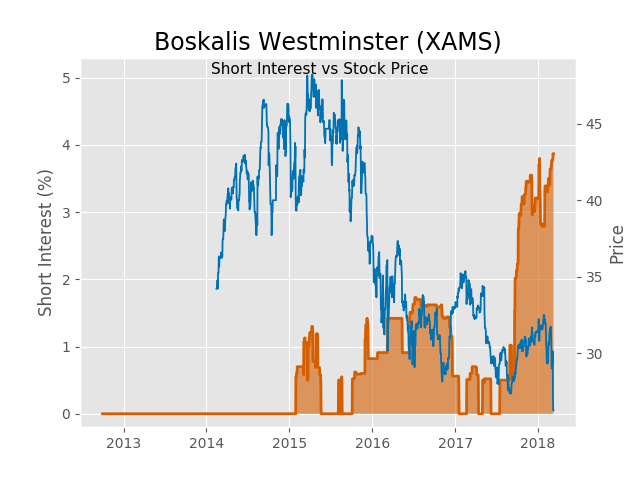 Boskalis Westminster (XAMS)
Short Interest vs Stock Price
Short Interest (%)
5
4
3
2
1
0
45
40
35
30
Price
2013 2014 2015 2016 2017 2018